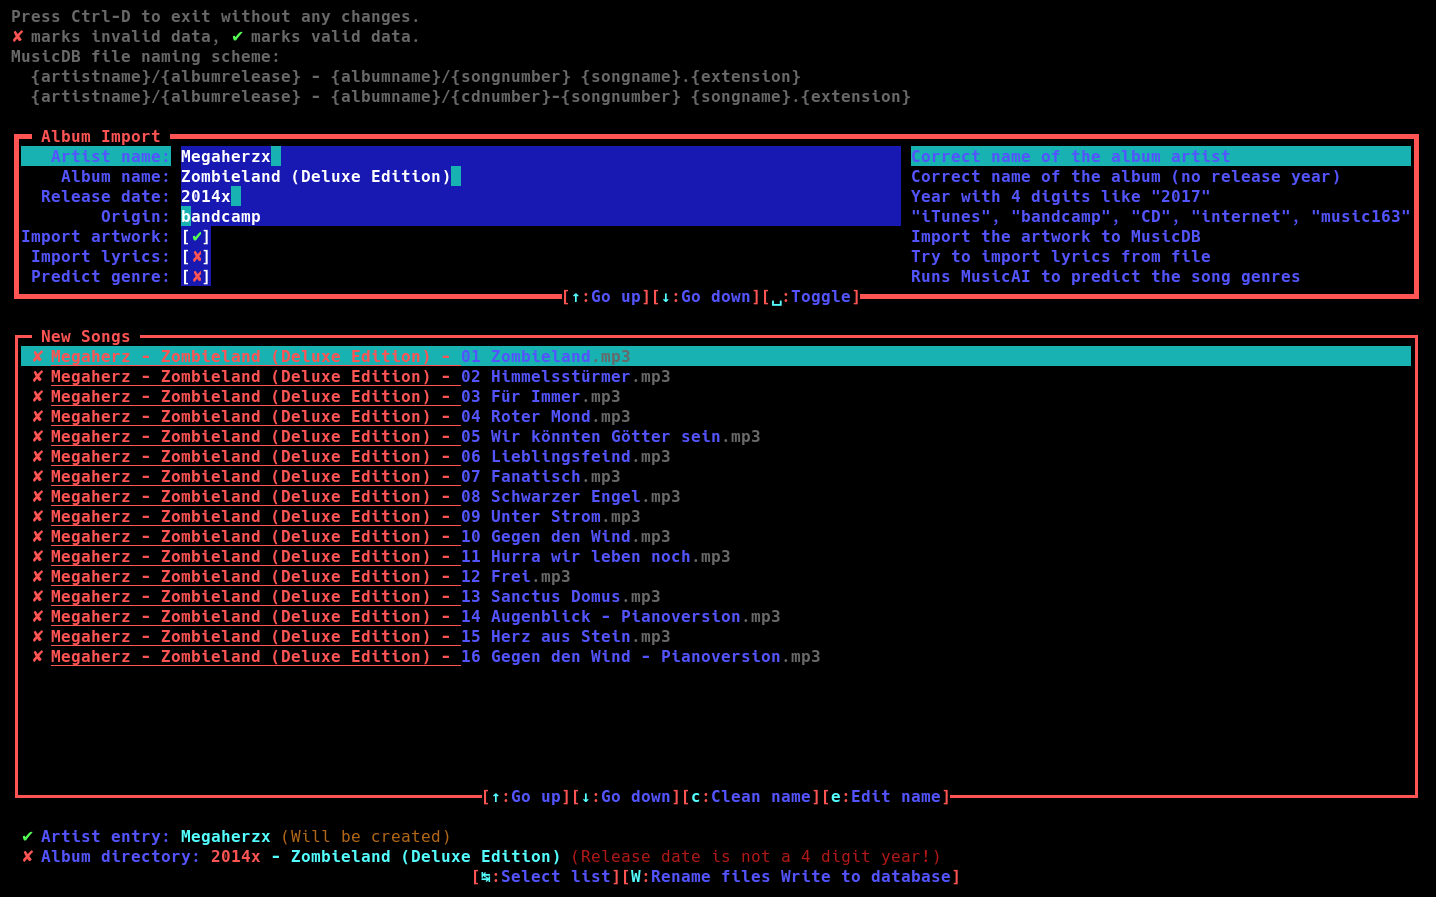 Press Ctrl-D to exit without any changes.
✘ marks invalid data, ✔ marks valid data.
MusicDB file naming scheme:
{artistname}/{albumrelease} - {albumname}/{songnumber} {songname}.{extension}
{artistname}/{albumrelease} - {albumname}/{cdnumber}-{songnumber} {songname}.{extension}
Album Import
Artist name: Megaherzx Correct name of the album artist
Album name: Zombieland (Deluxe Edition) Correct name of the album (no release year)
Release date: 2014x Year with 4 digits like "2017"
Origin: bandcamp "iTunes", "bandcamp", "CD", "internet", "music163"
Import artwork: [✔] Import the artwork to MusicDB
Import lyrics: [✘] Try to import lyrics from file
Predict genre: [✘] Runs MusicAI to predict the song genres
[↑:Go up][↓:Go down][␣:Toggle]
New Songs
✘ Megaherz - Zombieland (Deluxe Edition) - 01 Zombieland.mp3
✘ Megaherz - Zombieland (Deluxe Edition) - 02 Himmelsstürmer.mp3
✘ Megaherz - Zombieland (Deluxe Edition) - 03 Für Immer.mp3
✘ Megaherz - Zombieland (Deluxe Edition) - 04 Roter Mond.mp3
✘ Megaherz - Zombieland (Deluxe Edition) - 05 Wir könnten Götter sein.mp3
✘ Megaherz - Zombieland (Deluxe Edition) - 06 Lieblingsfeind.mp3
✘ Megaherz - Zombieland (Deluxe Edition) - 07 Fanatisch.mp3
✘ Megaherz - Zombieland (Deluxe Edition) - 08 Schwarzer Engel.mp3
✘ Megaherz - Zombieland (Deluxe Edition) - 09 Unter Strom.mp3
✘ Megaherz - Zombieland (Deluxe Edition) - 10 Gegen den Wind.mp3
✘ Megaherz - Zombieland (Deluxe Edition) - 11 Hurra wir leben noch.mp3
✘ Megaherz - Zombieland (Deluxe Edition) - 12 Frei.mp3
✘ Megaherz - Zombieland (Deluxe Edition) - 13 Sanctus Domus.mp3
✘ Megaherz - Zombieland (Deluxe Edition) - 14 Augenblick - Pianoversion.mp3
✘ Megaherz - Zombieland (Deluxe Edition) - 15 Herz aus Stein.mp3
✘ Megaherz - Zombieland (Deluxe Edition) - 16 Gegen den Wind - Pianoversion.mp3
[↑:Go up][↓:Go down][c:Clean name][e:Edit name]
✔ Artist entry: Megaherzx (Will be created)
✘ Album directory: 2014x - Zombieland (Deluxe Edition) (Release date is not a 4 digit year!)
[↹:Select list][W:Rename files Write to database]